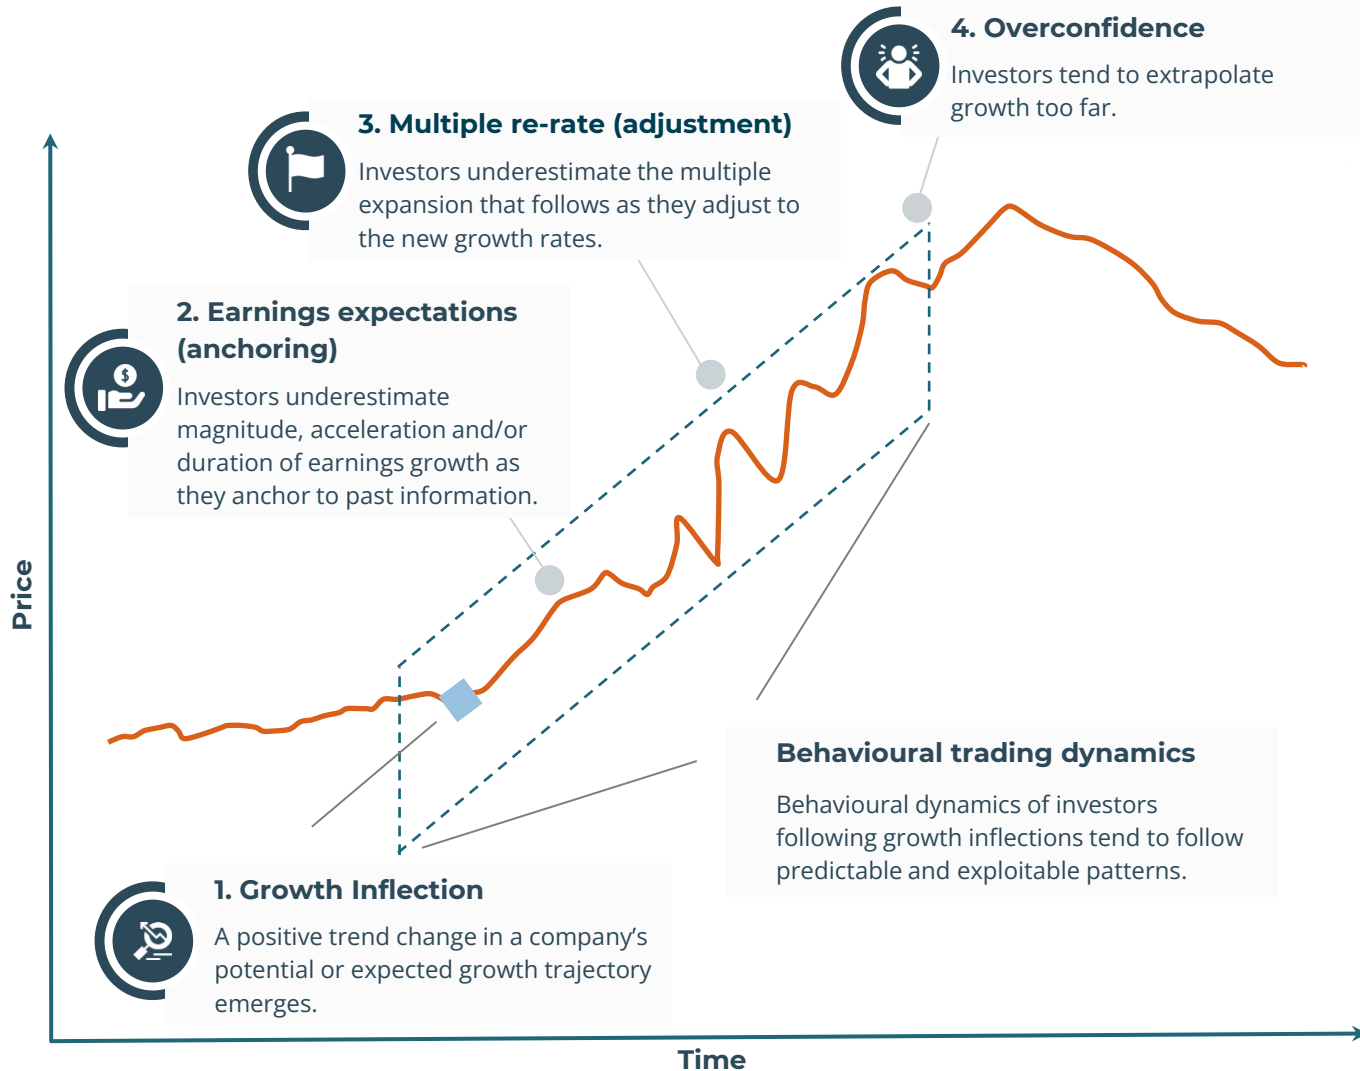 4. Overconfidence
Investors tend to extrapolate
growth too far.
3. Multiple re-rate (adjustment)
Investors underestimate the multiple
expansion that follows as they adjust to
the new growth rates.
2. Earnings expectations
(anchoring)
$
Investors underestimate
magnitude, acceleration and/or
duration of earnings growth as
they anchor to past information.
Price
Behavioural trading dynamics
Behavioural dynamics of investors
following growth inflections tend to follow
predictable and exploitable patterns.
1. Growth Inflection
A positive trend change in a company’s
potential or expected growth trajectory
emerges.
Time